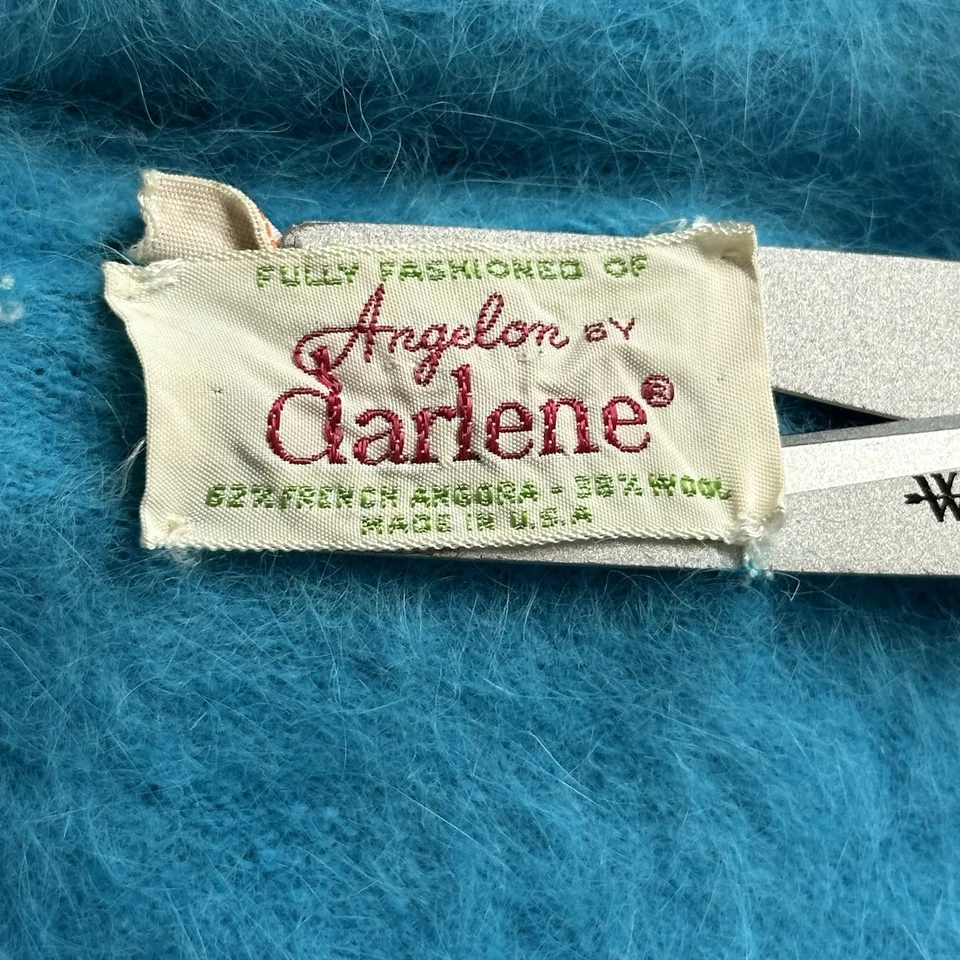 FULLY FASHIONED OF
Angelon BY
darlene®
62% FRENCH ANGORA - 38% WOOL
MADE IN U.S.A
W